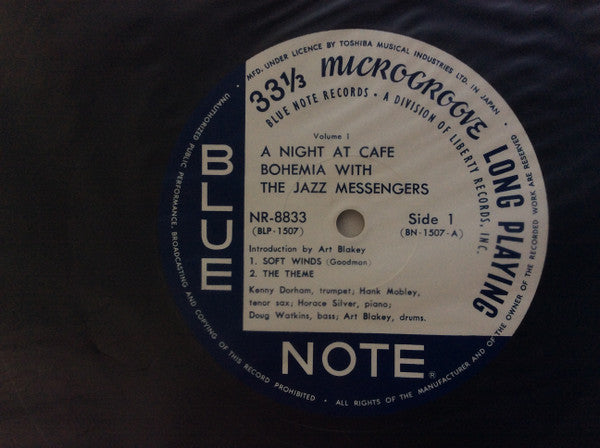 MFD. UNDER LICENCE BY TOSHIBA MUSICAL INDUSTRIES LTD. IN JAPAN •
33⅓ MICROGROOVE LONG PLAYING
BLUE NOTE RECORDS • A DIVISION OF LIBERTY RECORDS, INC.
Volume 1
A NIGHT AT CAFE
BOHEMIA WITH
THE JAZZ MESSENGERS
NR-8833 Side 1
(BLP·1507) (BN-1507-A)
Introduction by Art Blakey
1. SOFT WINDS (Goodman)
2. THE THEME
Kenny Dorham, trumpet; Hank Mobley,
tenor sax; Horace Silver, piano;
Doug Watkins, bass; Art Blakey, drums.
BLUE
NOTE®
UNAUTHORIZED PUBLIC PERFORMANCE, BROADCASTING AND COPYING OF THIS RECORD PROHIBITED • ALL RIGHTS OF THE MANUFACTURER AND OF THE OWNER OF THE RECORDED WORK ARE RESERVED